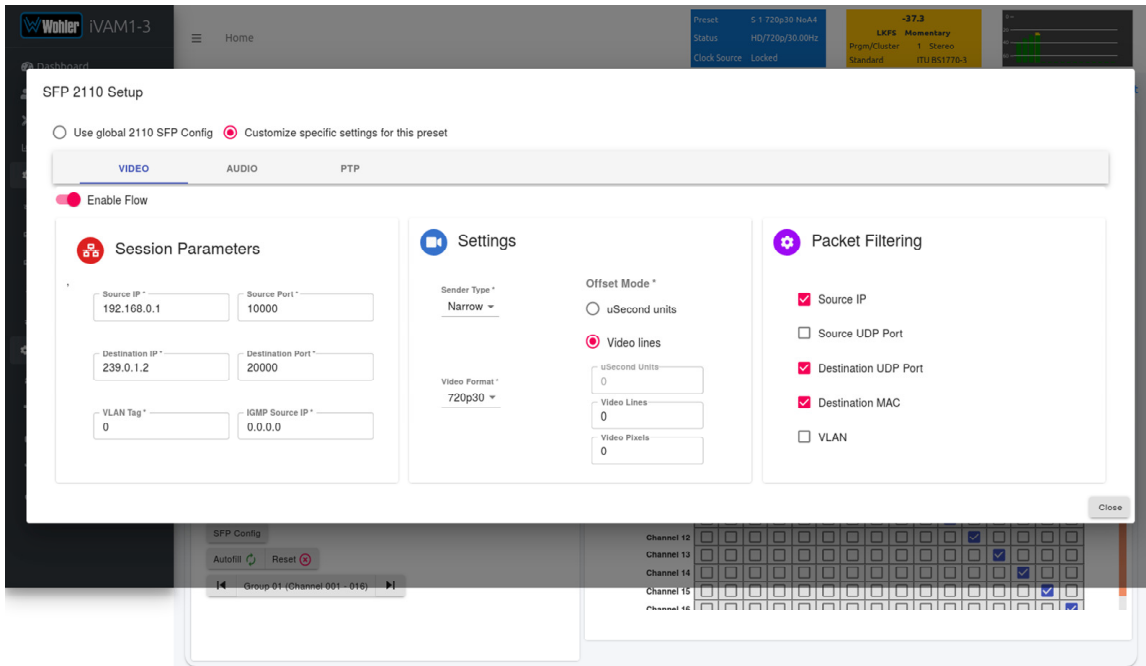 Wohler iVAM1-3
Home
Preset S 1 720p30 NoA4
Status HD/720p/30.00Hz
Clock Source Locked
-37.3
LKFS Momentary
Prgm/Cluster 1 Stereo
Standard ITU BS1770-3
Dashboard
SFP 2110 Setup
Use global 2110 SFP Config Customize specific settings for this preset
VIDEO AUDIO PTP
Enable Flow
Session Parameters
Source IP *
192.168.0.1
Source Port *
10000
Destination IP *
239.0.1.2
Destination Port *
20000
VLAN Tag *
0
IGMP Source IP *
0.0.0.0
Settings
Sender Type *
Narrow
Video Format *
720p30
Offset Mode *
uSecond units
Video lines
uSecond Units
0
Video Lines
0
Video Pixels
0
Packet Filtering
Source IP
Source UDP Port
Destination UDP Port
Destination MAC
VLAN
Close
SFP Config
Autofill Reset
Group 01 (Channel 001 - 016)
Channel 12
Channel 13
Channel 14
Channel 15
Channel 16